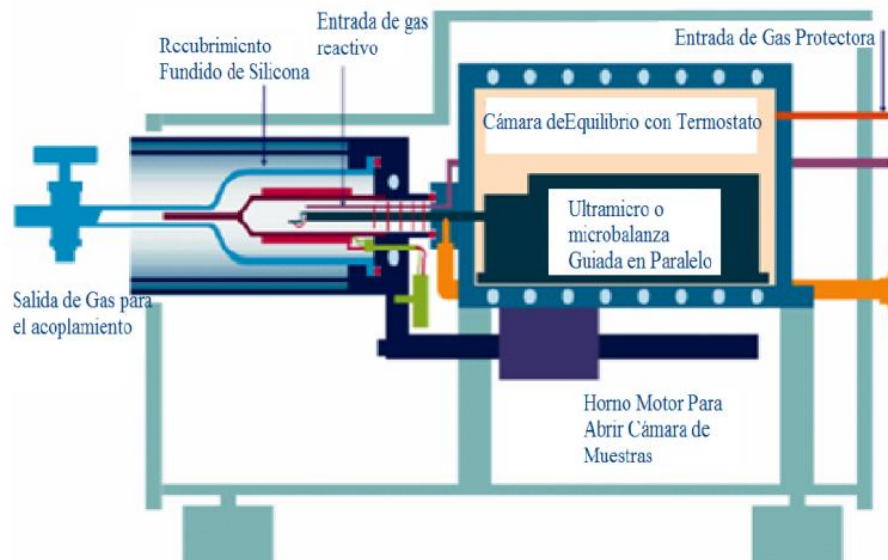 Rccubrimiento
Fundido de Silicona
Entrada de gas
reactivo
Entrada de Gas Protectora
Cámara deEquilibrio con Termostato
Ultramicro o
microbalanza
Guiada en Paralelo
Salida de Gas para
el acoplamiento
Horno Motor Para
Abrir Cámara de
Muestras